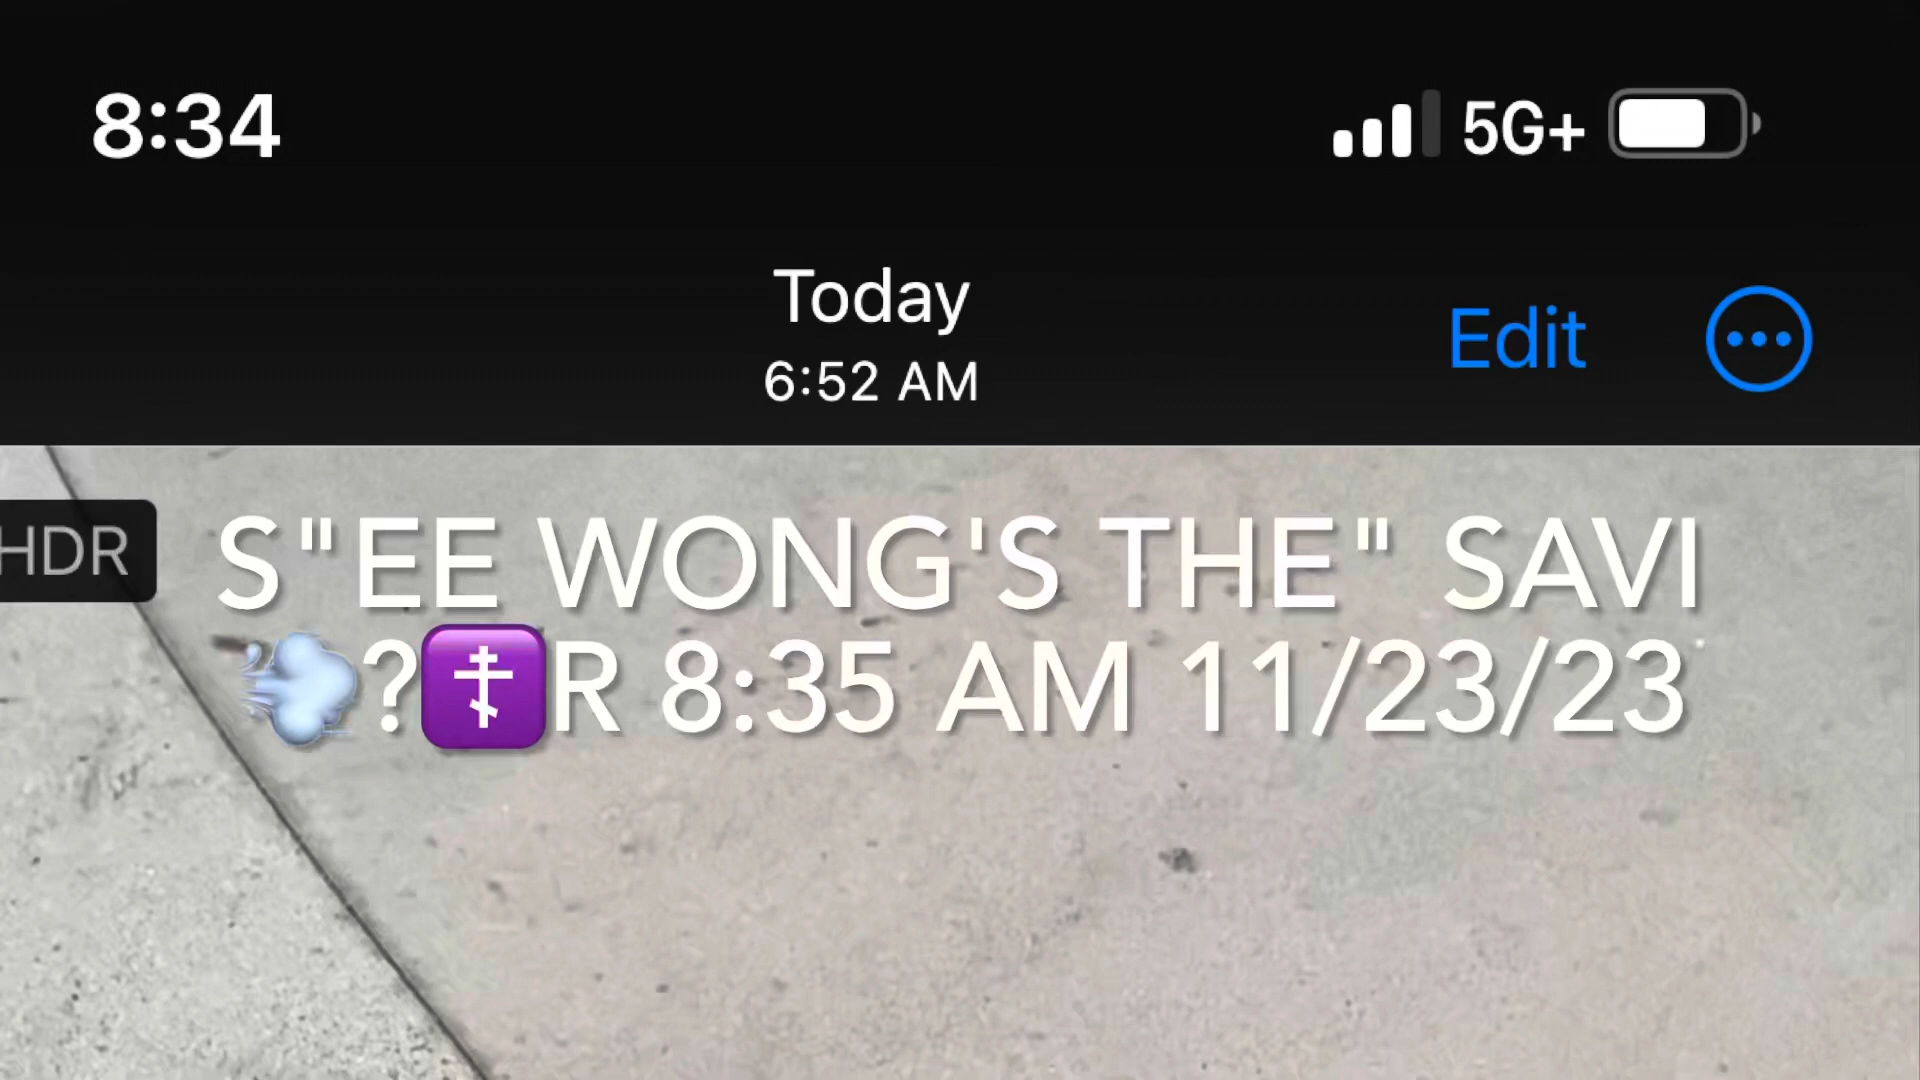 8:34 5G+
Today
6:52 AM
Edit
HDR
S"EE WONG'S THE" SAVI
💨?☦️R 8:35 AM 11/23/23